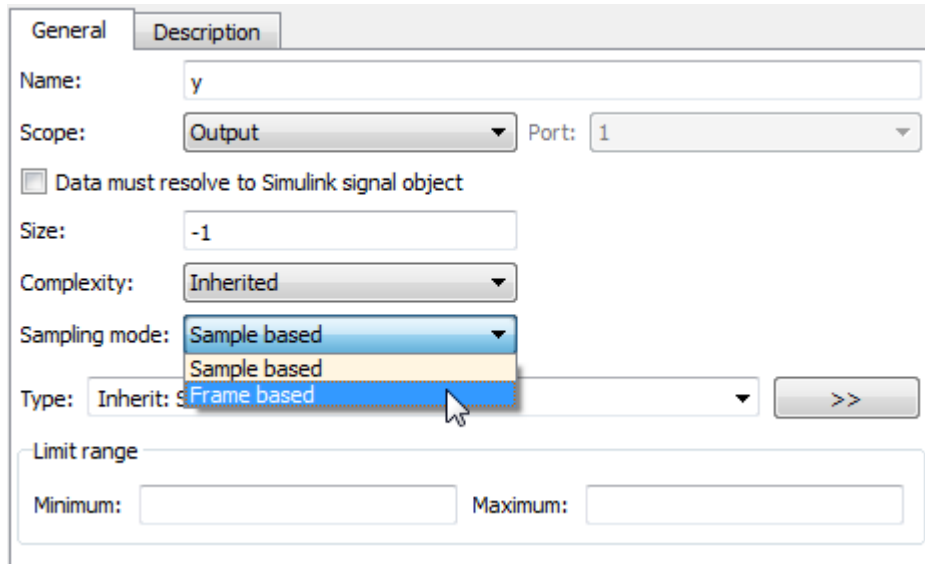 General Description
Name: y
Scope: Output Port: 1
Data must resolve to Simulink signal object
Size: -1
Complexity: Inherited
Sampling mode: Sample based
Sample based
Frame based
Type: Inherit: >>
Limit range
Minimum: Maximum: